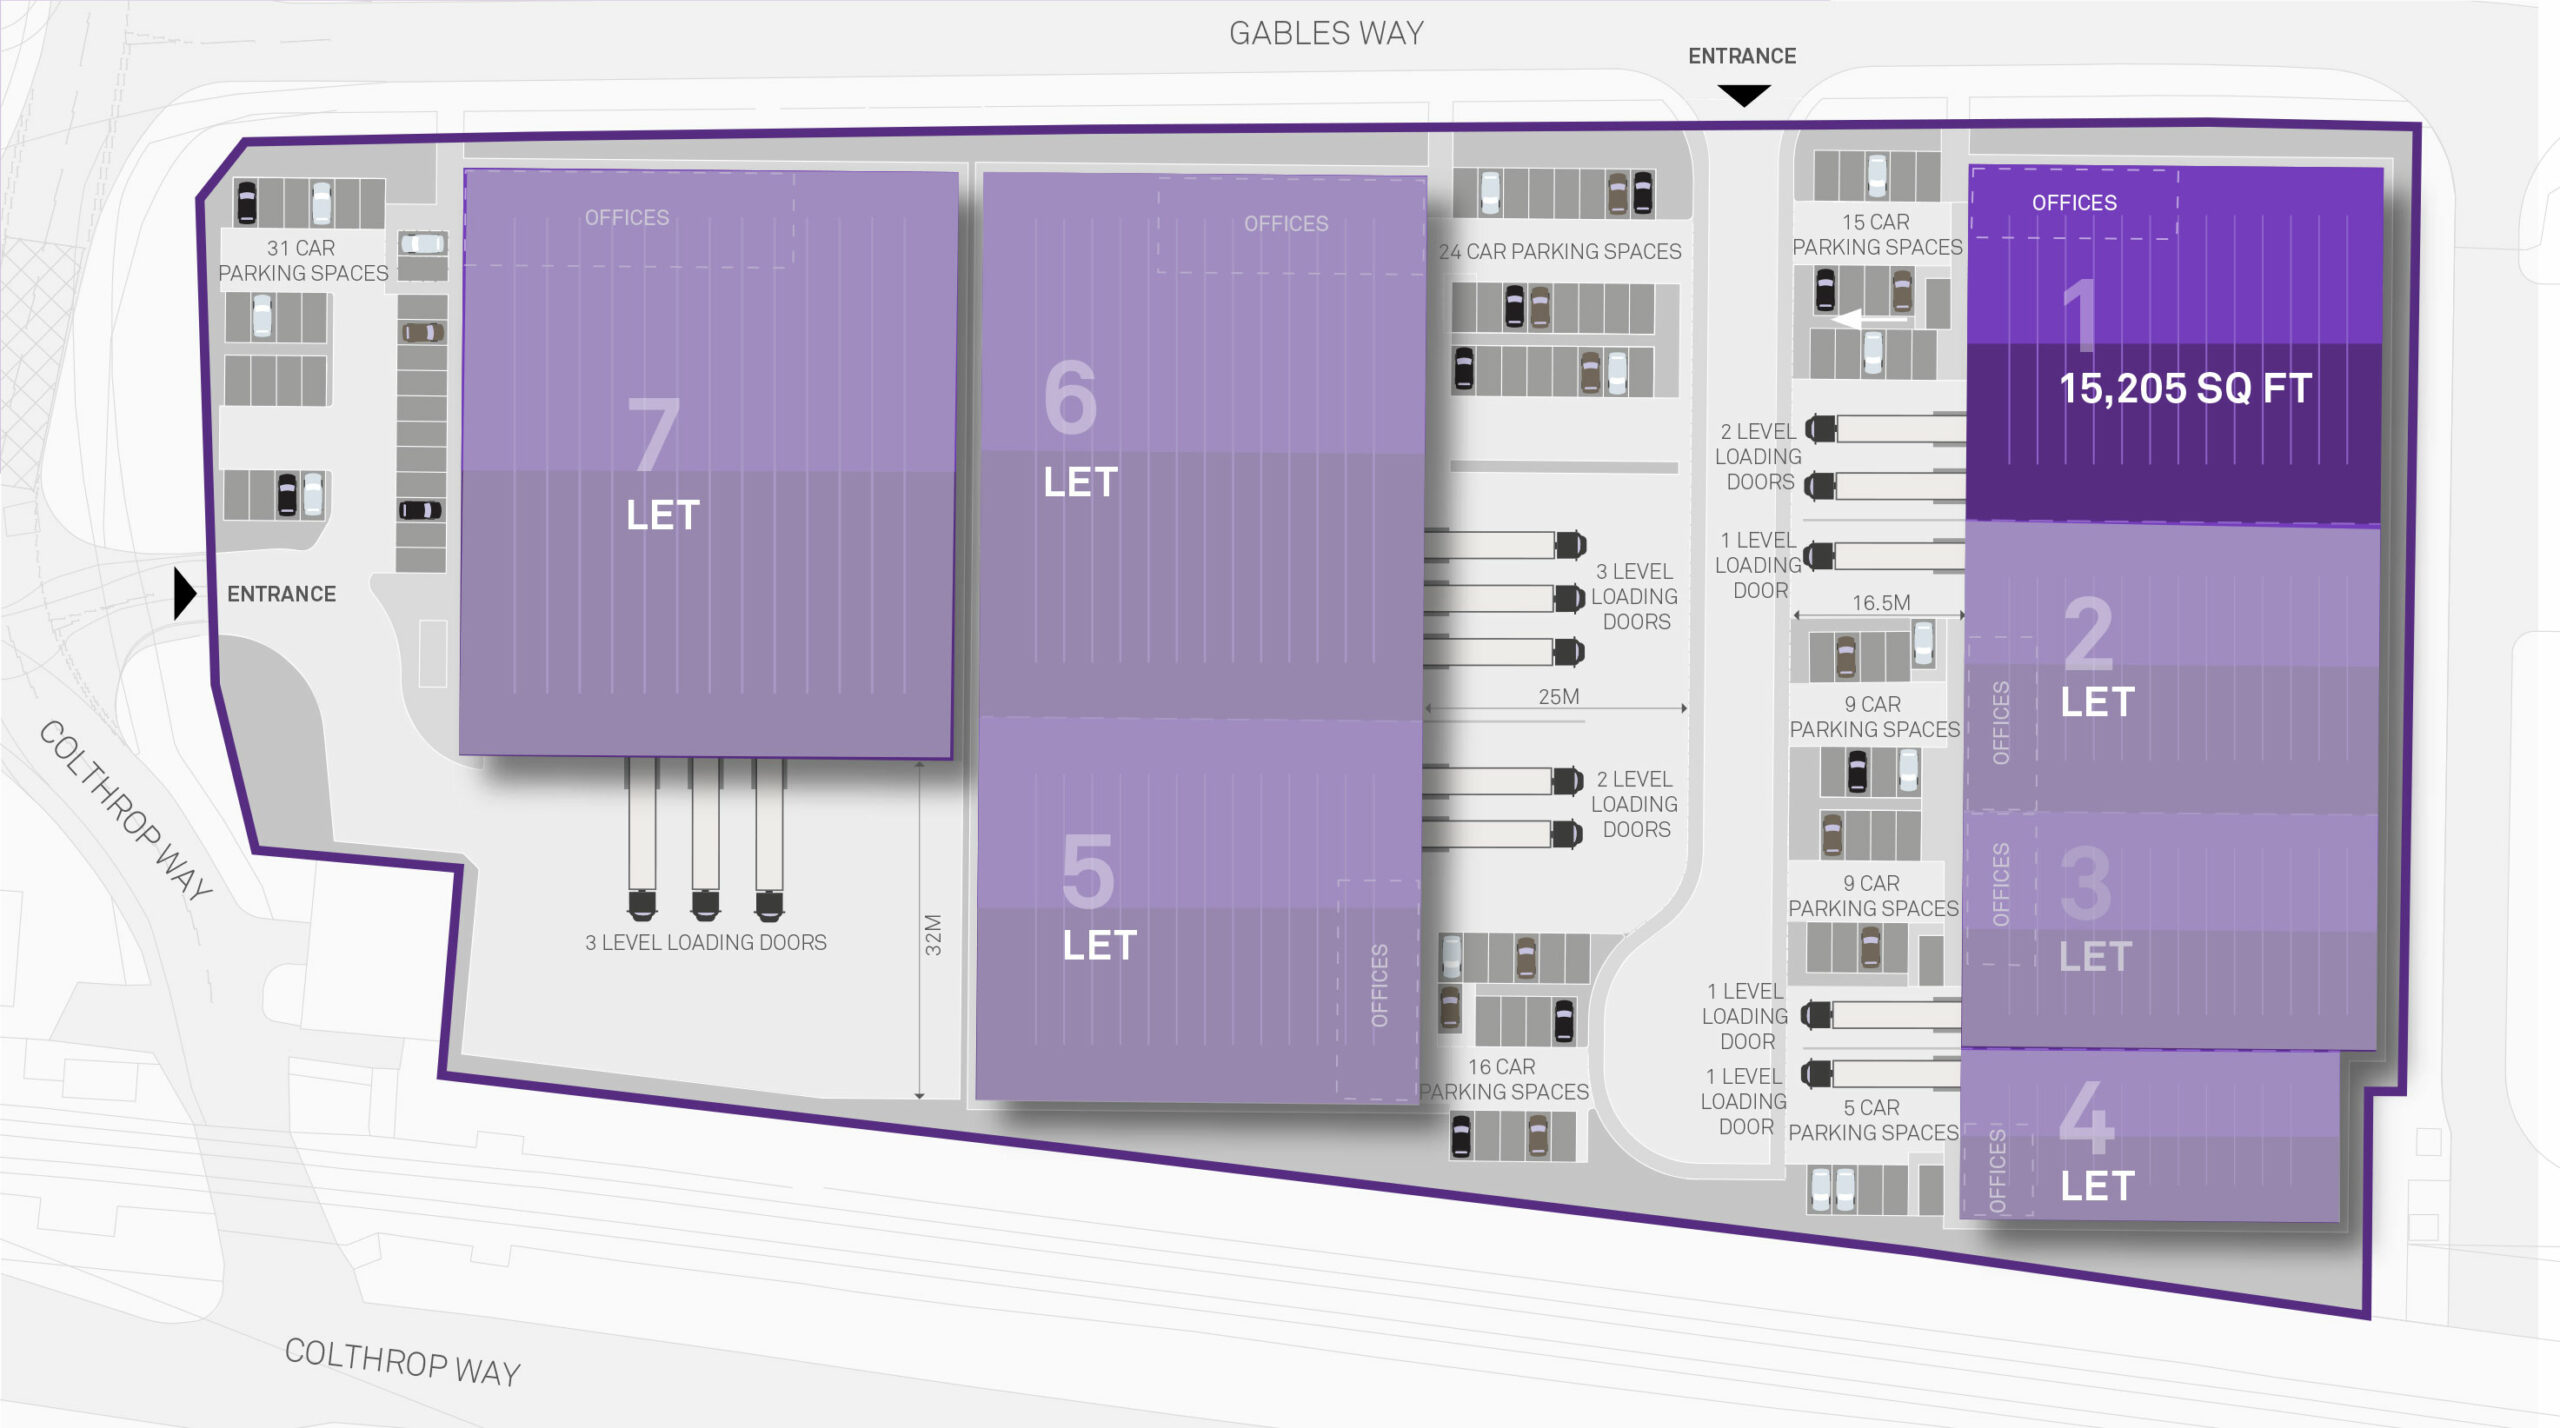 GABLES WAY
ENTRANCE
31 CAR
PARKING SPACES
OFFICES
7
LET
3 LEVEL LOADING DOORS
32M
ENTRANCE
COLTHROP WAY
COLTHROP WAY
OFFICES
6
LET
5
LET
OFFICES
24 CAR PARKING SPACES
3 LEVEL
LOADING
DOORS
25M
2 LEVEL
LOADING
DOORS
16 CAR
PARKING SPACES
15 CAR
PARKING SPACES
2 LEVEL
LOADING
DOORS
1 LEVEL
LOADING
DOOR
16.5M
9 CAR
PARKING SPACES
9 CAR
PARKING SPACES
1 LEVEL
LOADING
DOOR
1 LEVEL
LOADING
DOOR
5 CAR
PARKING SPACES
OFFICES
1
15,205 SQ FT
2
LET
OFFICES
3
LET
OFFICES
4
LET
OFFICES